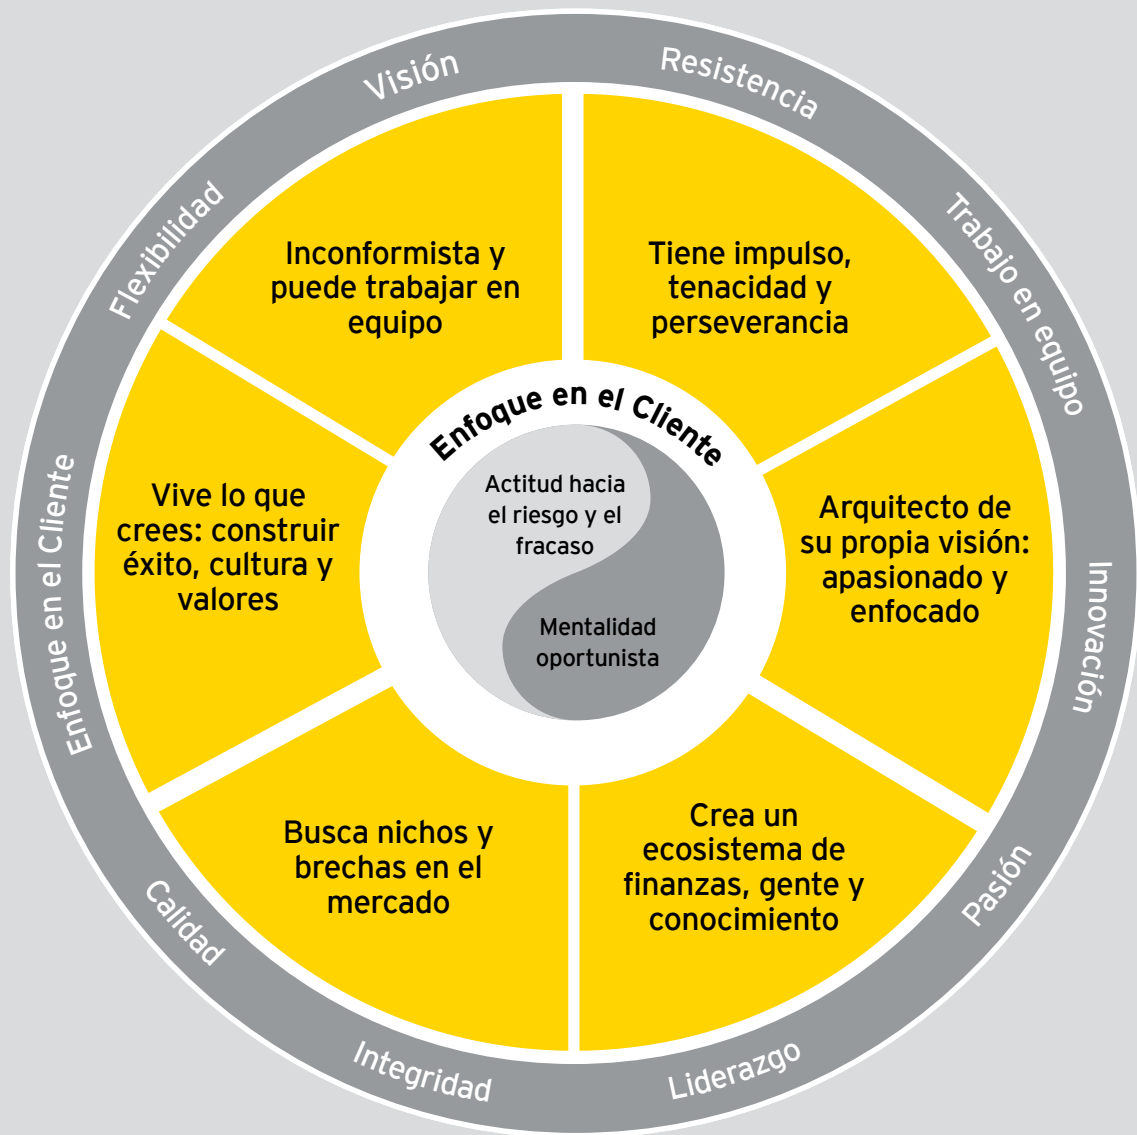 Visión
Resistencia
Trabajo en equipo
Innovación
Pasión
Liderazgo
Integridad
Calidad
Enfoque en el Cliente
Flexibilidad
Inconformista y
puede trabajar en
equipo
Tiene impulso,
tenacidad y
perseverancia
Arquitecto de
su propia visión:
apasionado y
enfocado
Crea un
ecosistema de
finanzas, gente y
conocimiento
Busca nichos y
brechas en el
mercado
Vive lo que
crees: construir
éxito, cultura y
valores
Enfoque en el Cliente
Actitud hacia
el riesgo y el
fracaso
Mentalidad
oportunista